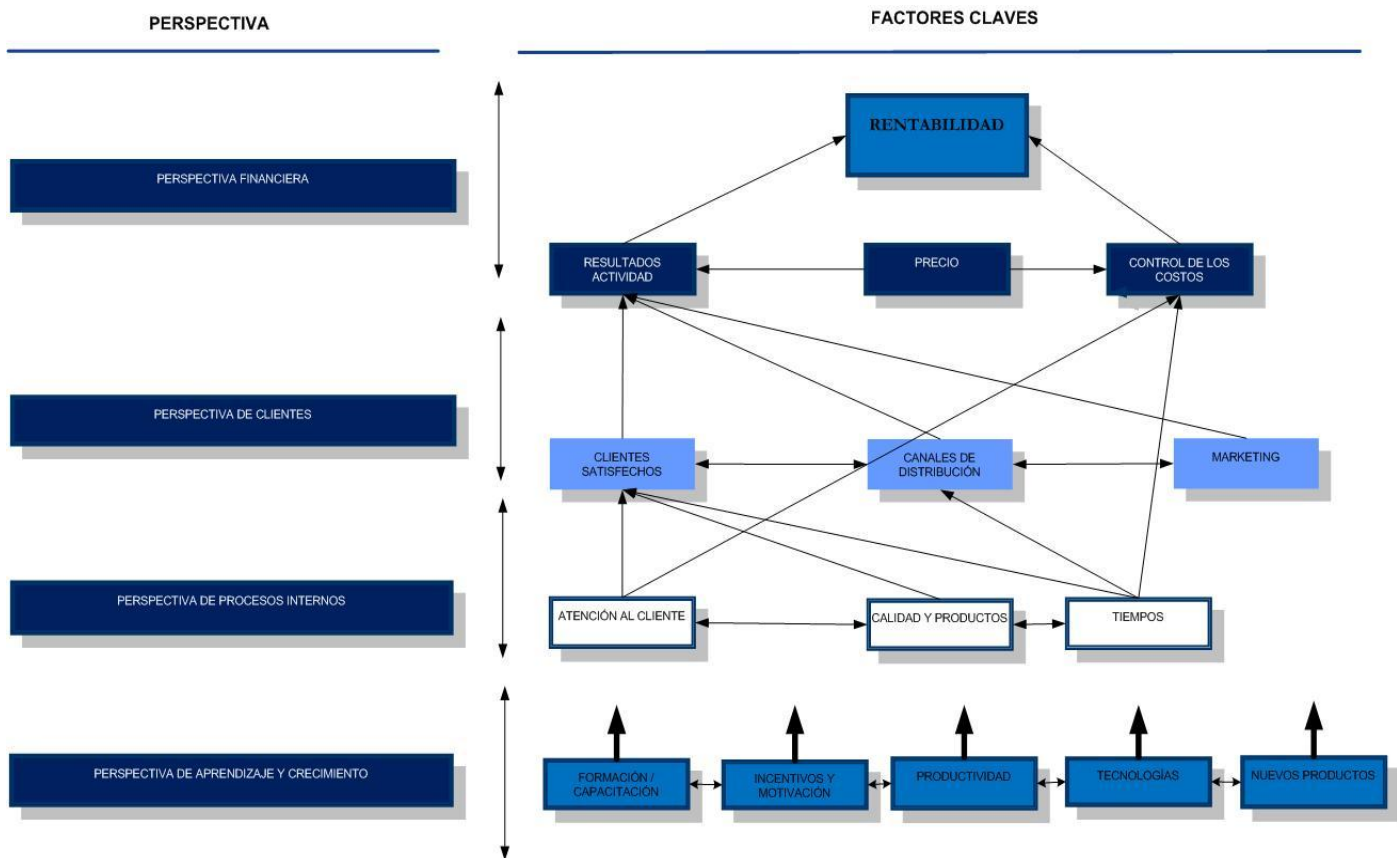 PERSPECTIVA
FACTORES CLAVES
RENTABILIDAD
PERSPECTIVA FINANCIERA
RESULTADOS
ACTIVIDAD
PRECIO
CONTROL DE LOS
COSTOS
PERSPECTIVA DE CLIENTES
CLIENTES
SATISFECHOS
CANALES DE
DISTRIBUCIÓN
MARKETING
PERSPECTIVA DE PROCESOS INTERNOS
ATENCIÓN AL CLIENTE
CALIDAD Y PRODUCTOS
TIEMPOS
PERSPECTIVA DE APRENDIZAJE Y CRECIMIENTO
FORMACIÓN /
CAPACITACIÓN
INCENTIVOS Y
MOTIVACIÓN
PRODUCTIVIDAD
TECNOLOGÍAS
NUEVOS PRODUCTOS